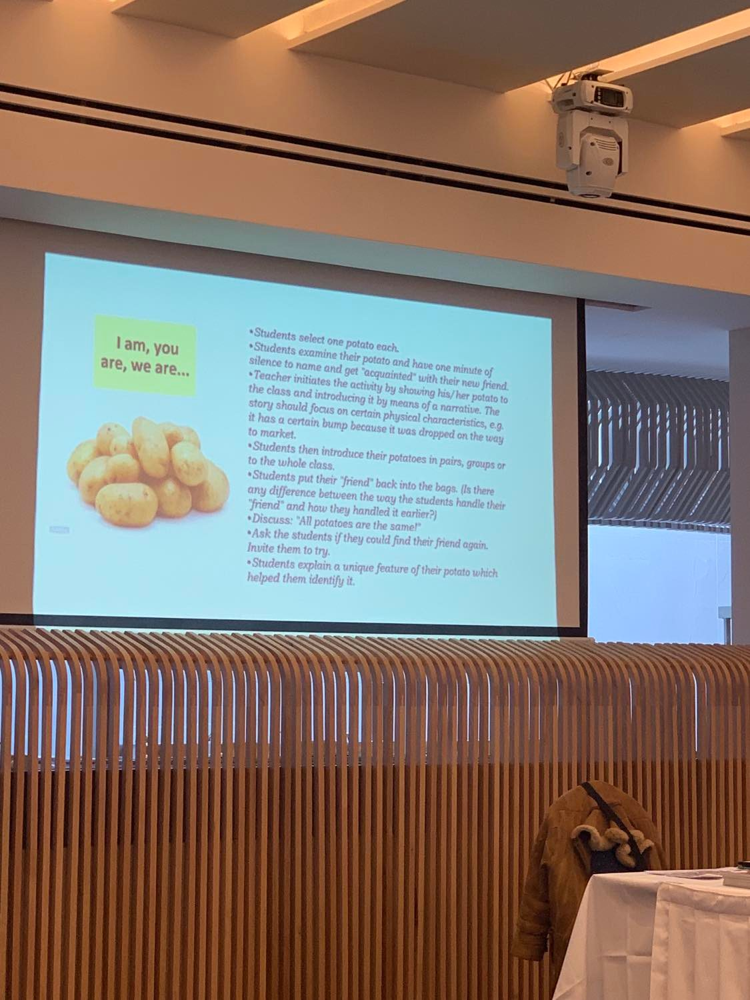 I am, you
are, we are...
•Students select one potato each.
•Students examine their potato and have one minute of
silence to name and get "acquainted" with their new friend.
•Teacher initiates the activity by showing his/her potato to
the class and introducing it by means of a narrative. The
story should focus on certain physical characteristics, e.g.
it has a certain bump because it was dropped on the way
to market.
•Students then introduce their potatoes in pairs, groups or
to the whole class.
•Students put their "friend" back into the bags. (Is there
any difference between the way the students handle their
"friend" and how they handled it earlier?)
•Discuss: "All potatoes are the same!"
•Ask the students if they could find their friend again.
Invite them to try.
•Students explain a unique feature of their potato which
helped them identify it.